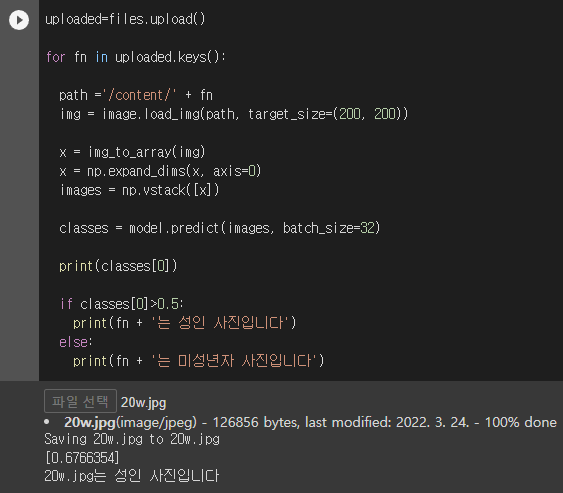 uploaded=files.upload()
for fn in uploaded.keys():
path ='/content/' + fn
img = image.load_img(path, target_size=(200, 200))
x = img_to_array(img)
x = np.expand_dims(x, axis=0)
images = np.vstack([x])
classes = model.predict(images, batch_size=32)
print(classes[0])
if classes[0]>0.5:
print(fn + '는 성인 사진입니다')
else:
print(fn + '는 미성년자 사진입니다')
파일 선택 20w.jpg
• 20w.jpg(image/jpeg) - 126856 bytes, last modified: 2022. 3. 24. - 100% done
Saving 20w.jpg to 20w.jpg
[0.6766354]
20w.jpg는 성인 사진입니다